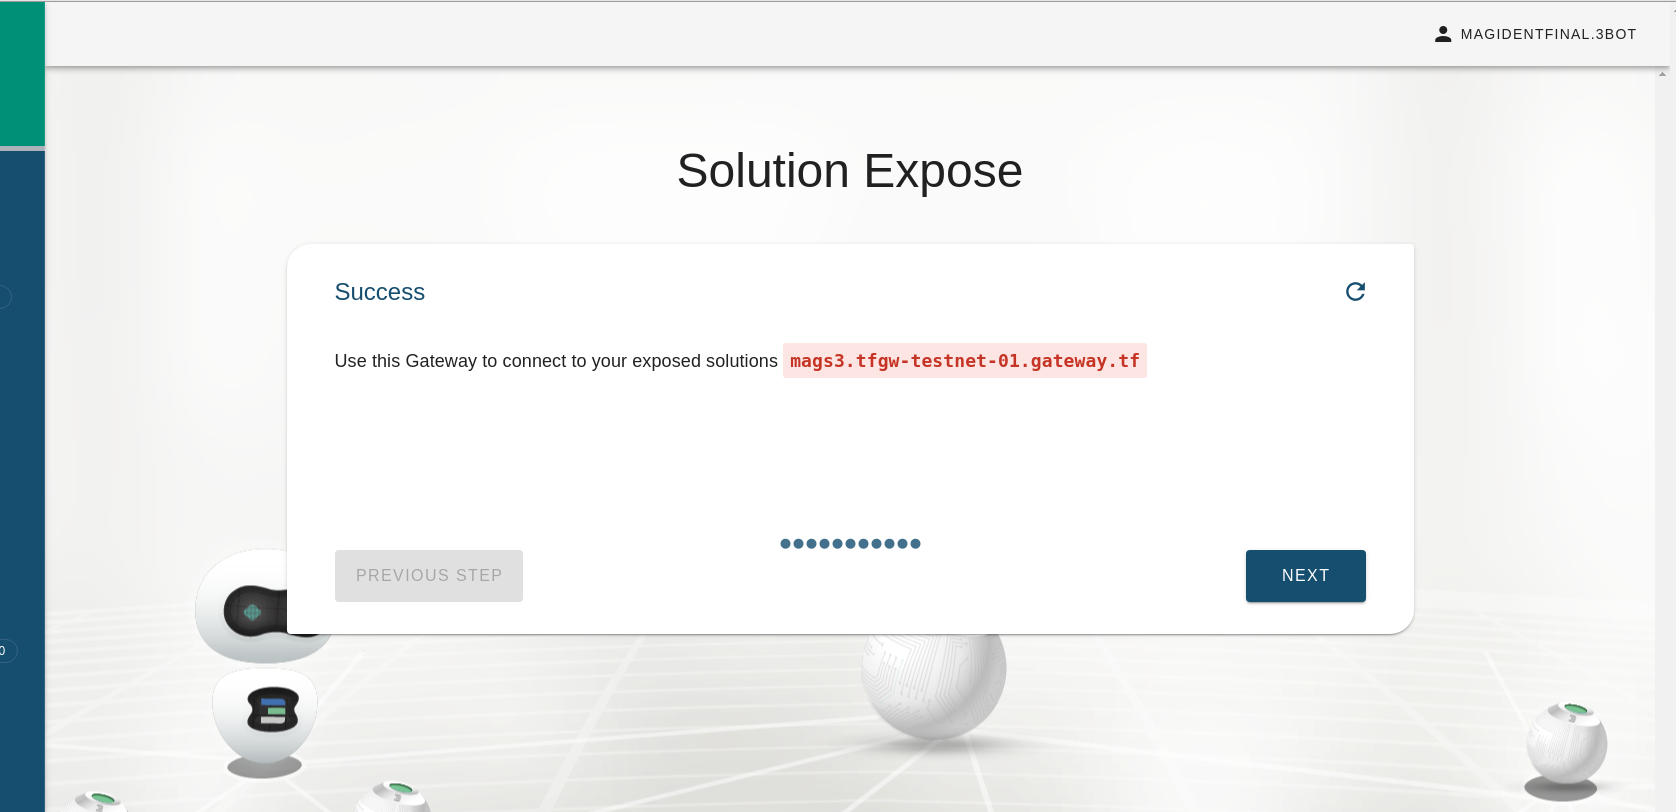 MAGIDENTFINAL.3BOT
Solution Expose
Success
Use this Gateway to connect to your exposed solutions mags3.tfgw-testnet-01.gateway.tf
PREVIOUS STEP
NEXT
0